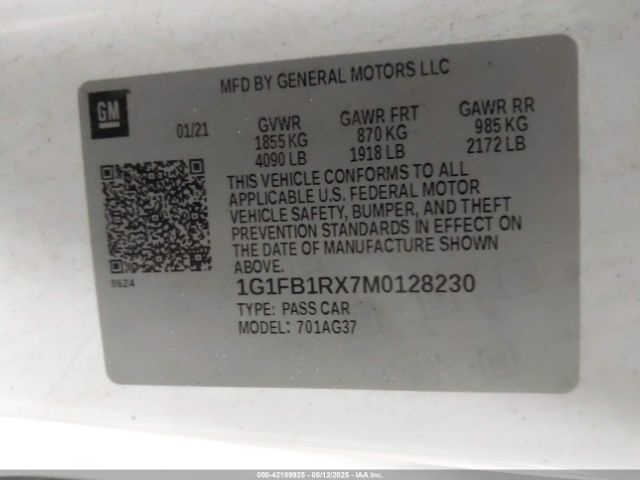 MFD BY GENERAL MOTORS LLC
GM
01/21
GVWR GAWR FRT GAWR RR
1855 KG 870 KG 985 KG
4090 LB 1918 LB 2172 LB
THIS VEHICLE CONFORMS TO ALL
APPLICABLE U.S. FEDERAL MOTOR
VEHICLE SAFETY, BUMPER, AND THEFT
PREVENTION STANDARDS IN EFFECT ON
THE DATE OF MANUFACTURE SHOWN
ABOVE.
8624
1G1FB1RX7M0128230
TYPE: PASS CAR
MODEL: 701AG37
000-42189925 - 05/12/2025 - IAA Inc.